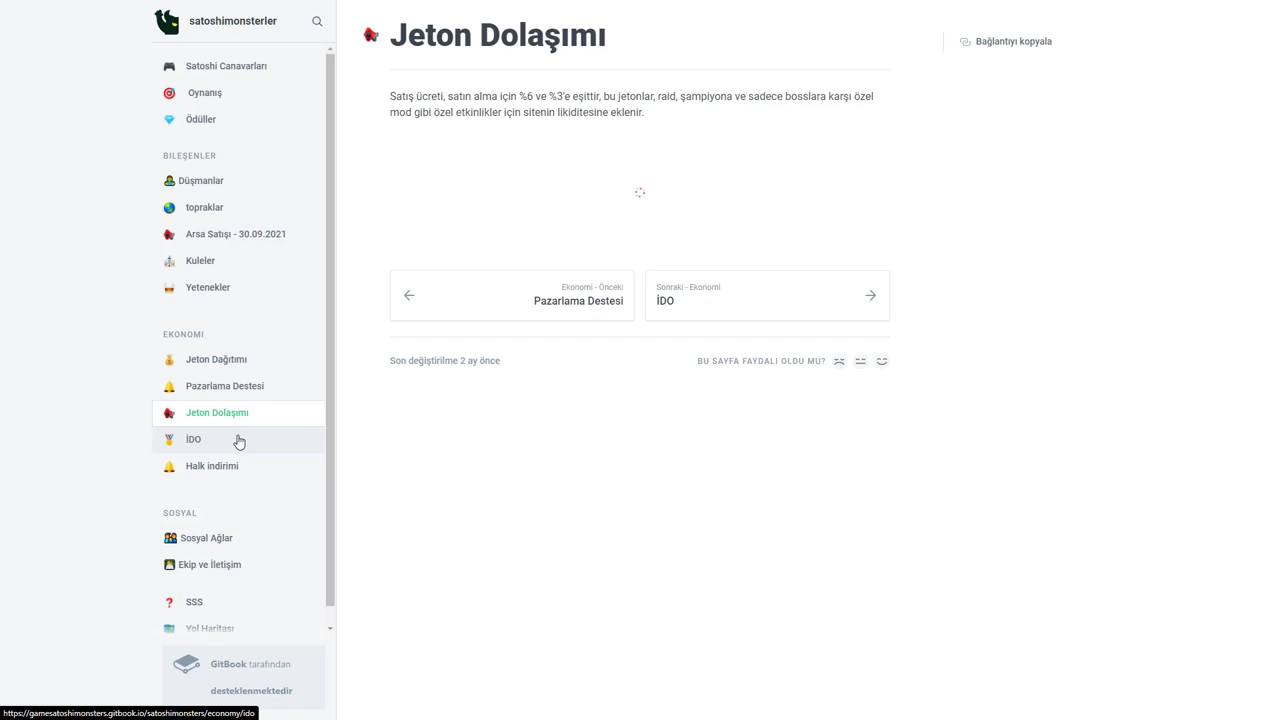 satoshimonsterler
Satoshi Canavarları
Oynanış
Ödüller
BILEŞENLER
Düşmanlar
topraklar
Arsa Satışı - 30.09.2021
Kuleler
Yetenekler
EKONOMI
Jeton Dağıtımı
Pazarlama Destesi
Jeton Dolaşımı
İDO
Halk indirimi
SOSYAL
Sosyal Ağlar
Ekip ve İletişim
SSS
Yol Haritası
GitBook tarafından
desteklenmektedir
https://gamesatoshimonsters.gitbook.io/satoshimonsters/economy/ido
Jeton Dolaşımı
Bağlantıyı kopyala
Satış ücreti, satın alma için %6 ve %3'e eşittir, bu jetonlar, raid, şampiyona ve sadece bosslara karşı özel
mod gibi özel etkinlikler için sitenin likiditesine eklenir.
Ekonomi - Önceki
Pazarlama Destesi
Sonraki - Ekonomi
İDO
Son değiştirilme 2 ay önce
BU SAYFA FAYDALI OLDU MU?